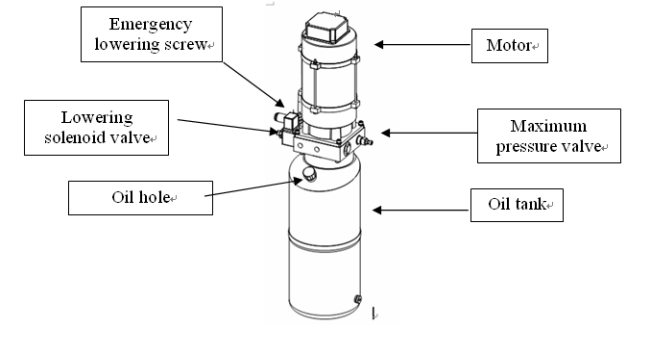 Emergency
lowering screw
Motor
Lowering
solenoid valve
Maximum
pressure valve
Oil hole
Oil tank